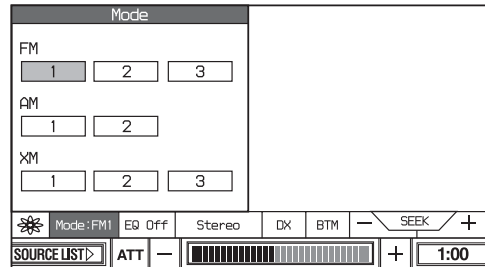 Mode
FM
1 2 3
AM
1 2
XM
1 2 3
Mode:FM1 EQ Off Stereo DX BTM — SEEK +
SOURCE LIST ATT — + 1:00